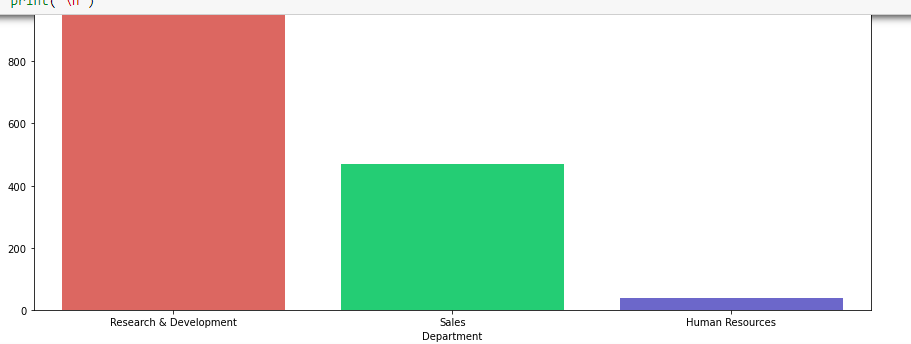 print("\n")
800
600
400
200
0
Research & Development Sales Human Resources
Department